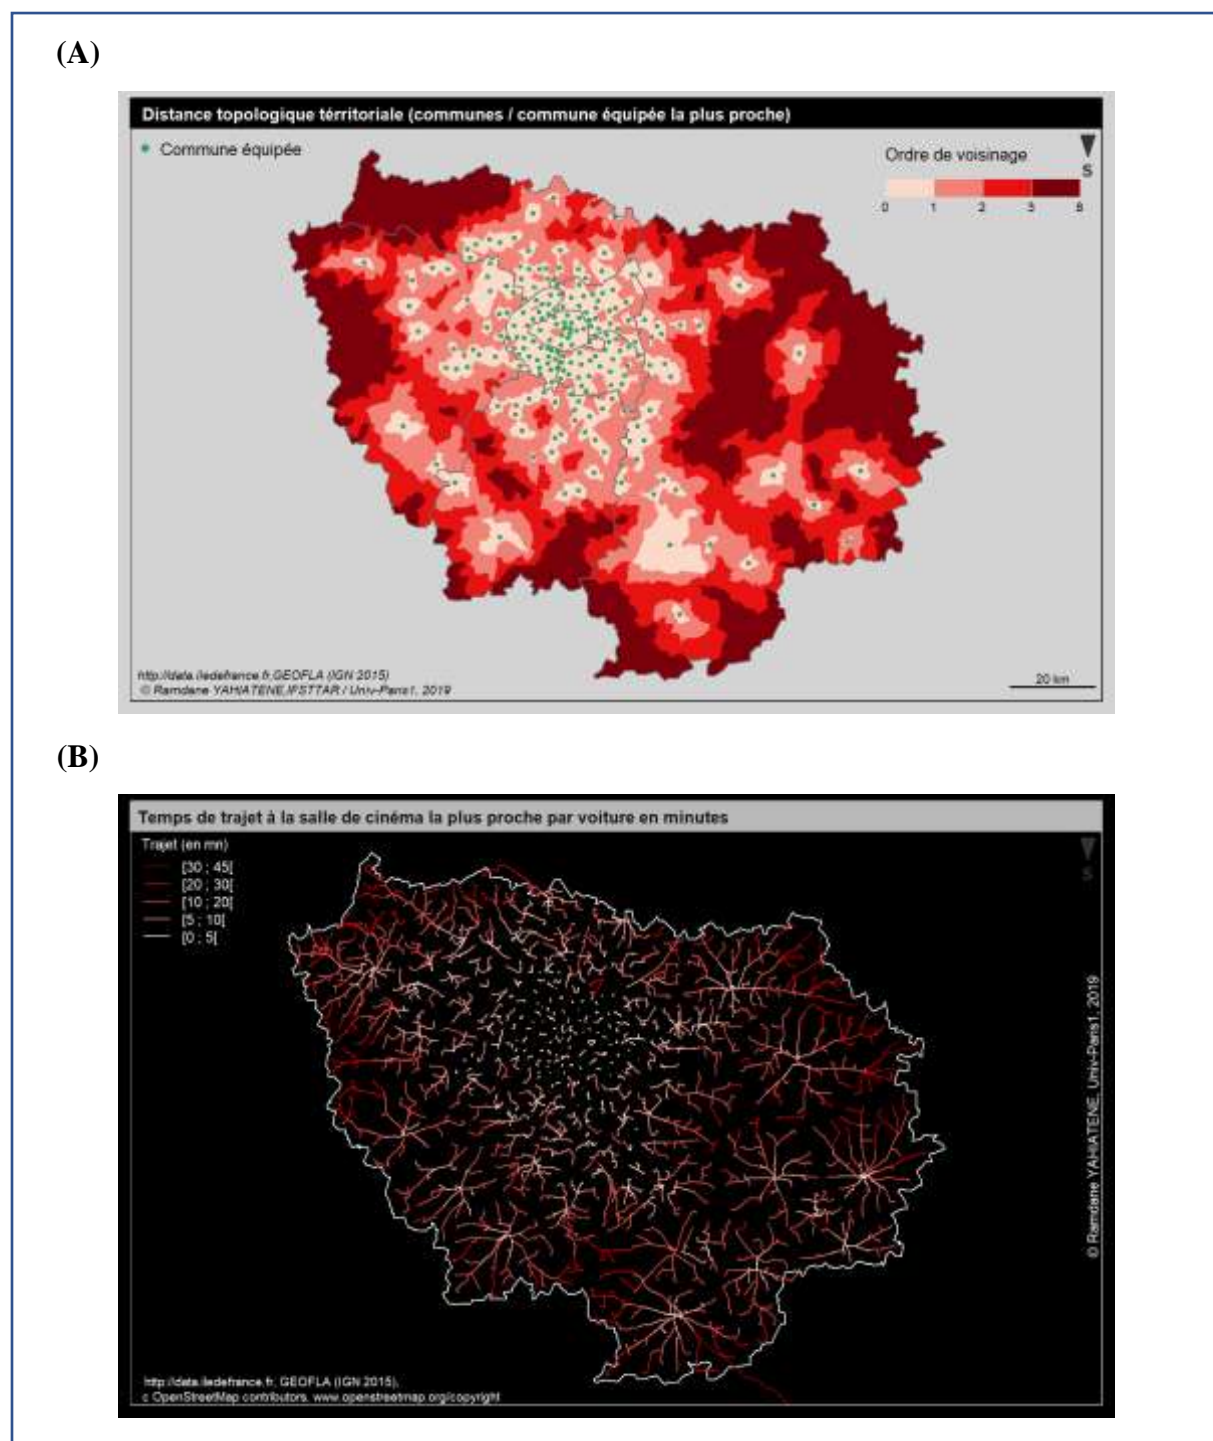 (A)
Distance topologique térritoriale (communes / commune équipée la plus proche)
Commune équipée
Ordre de voisinage
S
0 1 2 3 8
http://data.iledefrance.fr,GEOFLA (IGN 2015)
© Ramdane YAHIATENE,IFSTTAR / Univ-Paris1, 2019
20 km
(B)
Temps de trajet à la salle de cinéma la plus proche par voiture en minutes
Trajet (en mn)
S
[30 ; 45[
[20 ; 30[
[10 ; 20[
[5 ; 10[
[0 ; 5[
© Ramdane YAHIATENE, Univ-Paris1, 2019
http://data.iledefrance.fr, GEOFLA (IGN 2015),
c OpenStreetMap contributors, www.openstreetmap.org/copyright